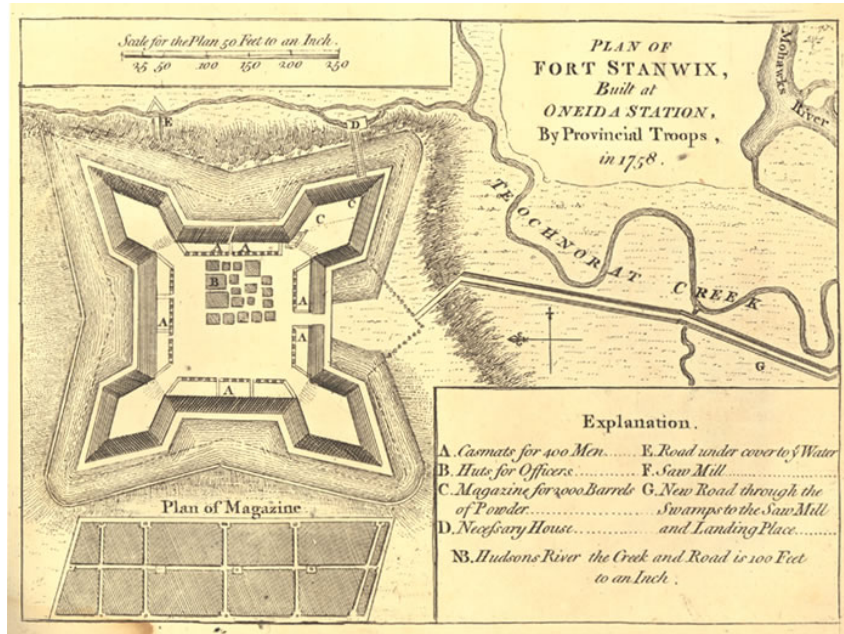 Scale for the Plan 50 Feet to an Inch.
25 50 100 150 200 250
PLAN OF
FORT STANWIX,
Built at
ONEIDA STATION,
By Provincial Troops,
in 1758.
Mohawks
River
E
D
C
C
A
A
B
A
A
A
A
TEOCHNORAT CREEK
G
Plan of Magazine
Explanation.
A. Casmats for 400 Men......
B. Huts for Officers............
C. Magazine for 2000 Barrels
of Powder..................
D. Necessary House............
E. Road under cover to ẙ Water
F. Saw Mill..................
G. New Road through the
Swamps to the Saw Mill
and Landing Place.......
NB. Hudsons River the Creek and Road is 100 Feet
to an Inch.